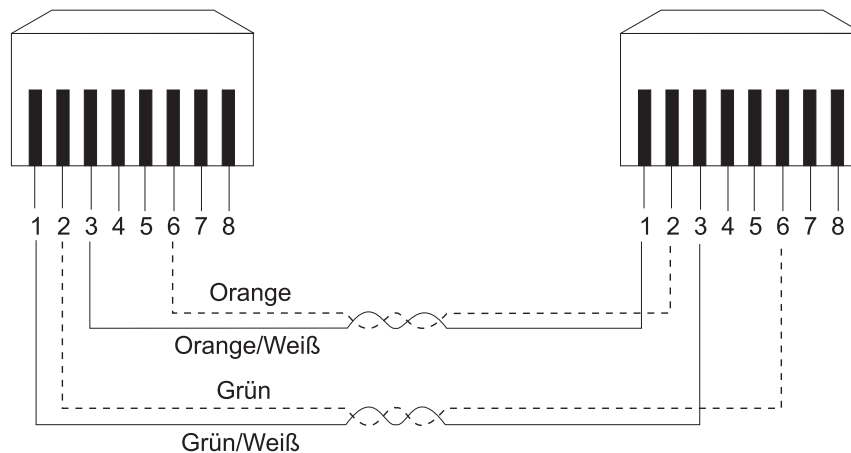 1 2 3 4 5 6 7 8
1 2 3 4 5 6 7 8
Orange
Orange/Weiß
Grün
Grün/Weiß